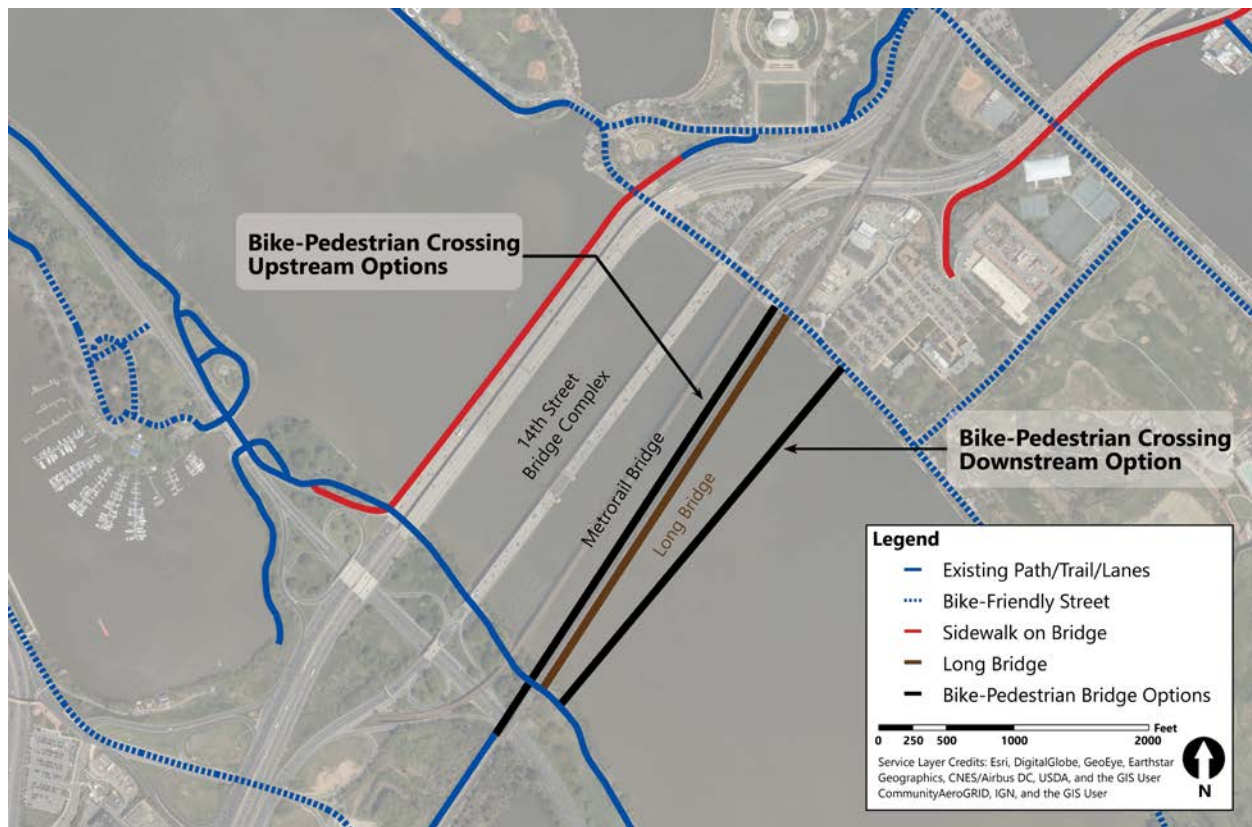 Bike-Pedestrian Crossing
Upstream Options
14th Street
Bridge Complex
Metrorail Bridge
Long Bridge
Bike-Pedestrian Crossing
Downstream Option
Legend
Existing Path/Trail/Lanes
Bike-Friendly Street
Sidewalk on Bridge
Long Bridge
Bike-Pedestrian Bridge Options
Feet
0 250 500 1000 2000
Service Layer Credits: Esri, DigitalGlobe, GeoEye, Earthstar
Geographics, CNES/Airbus DC, USDA, and the GIS User
CommunityAeroGRID, IGN, and the GIS User
N